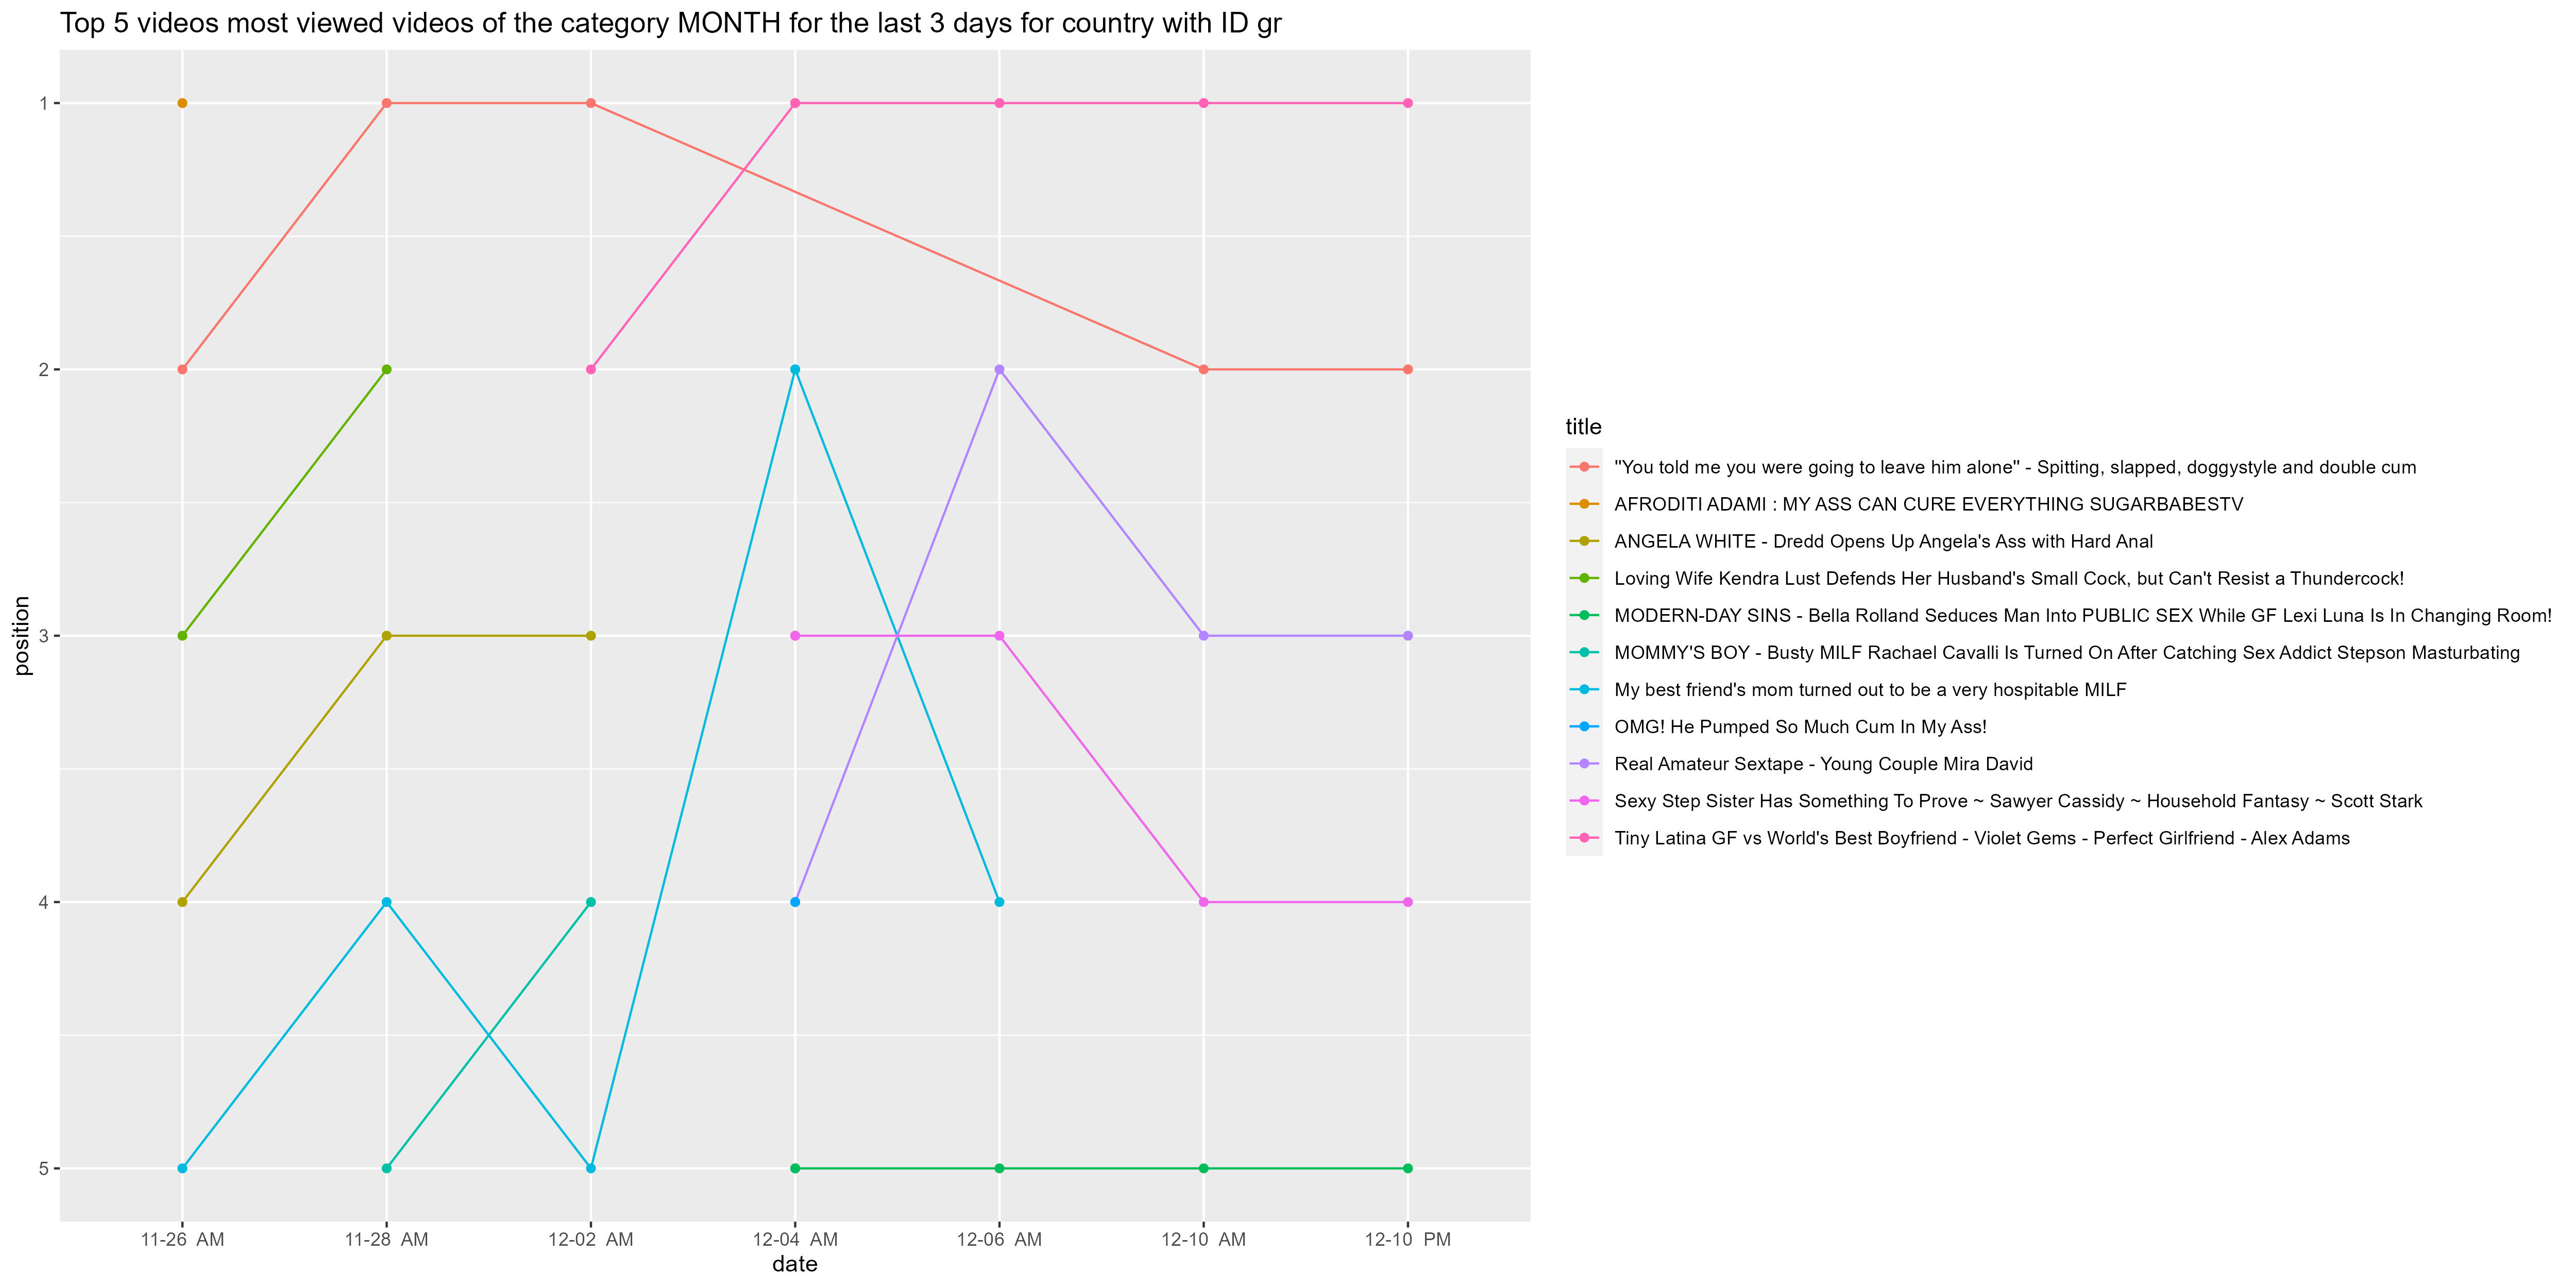 Top 5 videos most viewed videos of the category MONTH for the last 3 days for country with ID gr
position
1
2
3
4
5
11-26 AM
11-28 AM
12-02 AM
12-04 AM
12-06 AM
12-10 AM
12-10 PM
date
title
"You told me you were going to leave him alone" - Spitting, slapped, doggystyle and double cum
AFRODITI ADAMI : MY ASS CAN CURE EVERYTHING SUGARBABESTV
ANGELA WHITE - Dredd Opens Up Angela's Ass with Hard Anal
Loving Wife Kendra Lust Defends Her Husband's Small Cock, but Can't Resist a Thundercock!
MODERN-DAY SINS - Bella Rolland Seduces Man Into PUBLIC SEX While GF Lexi Luna Is In Changing Room!
MOMMY'S BOY - Busty MILF Rachael Cavalli Is Turned On After Catching Sex Addict Stepson Masturbating
My best friend's mom turned out to be a very hospitable MILF
OMG! He Pumped So Much Cum In My Ass!
Real Amateur Sextape - Young Couple Mira David
Sexy Step Sister Has Something To Prove ~ Sawyer Cassidy ~ Household Fantasy ~ Scott Stark
Tiny Latina GF vs World's Best Boyfriend - Violet Gems - Perfect Girlfriend - Alex Adams